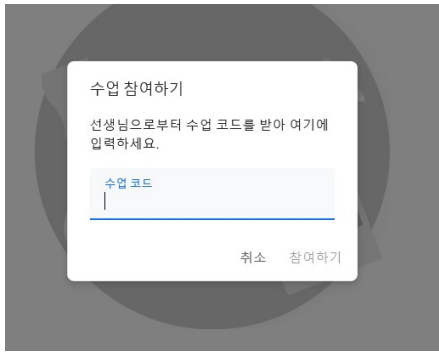 수업 참여하기
선생님으로부터 수업 코드를 받아 여기에
입력하세요.
수업 코드
취소 참여하기